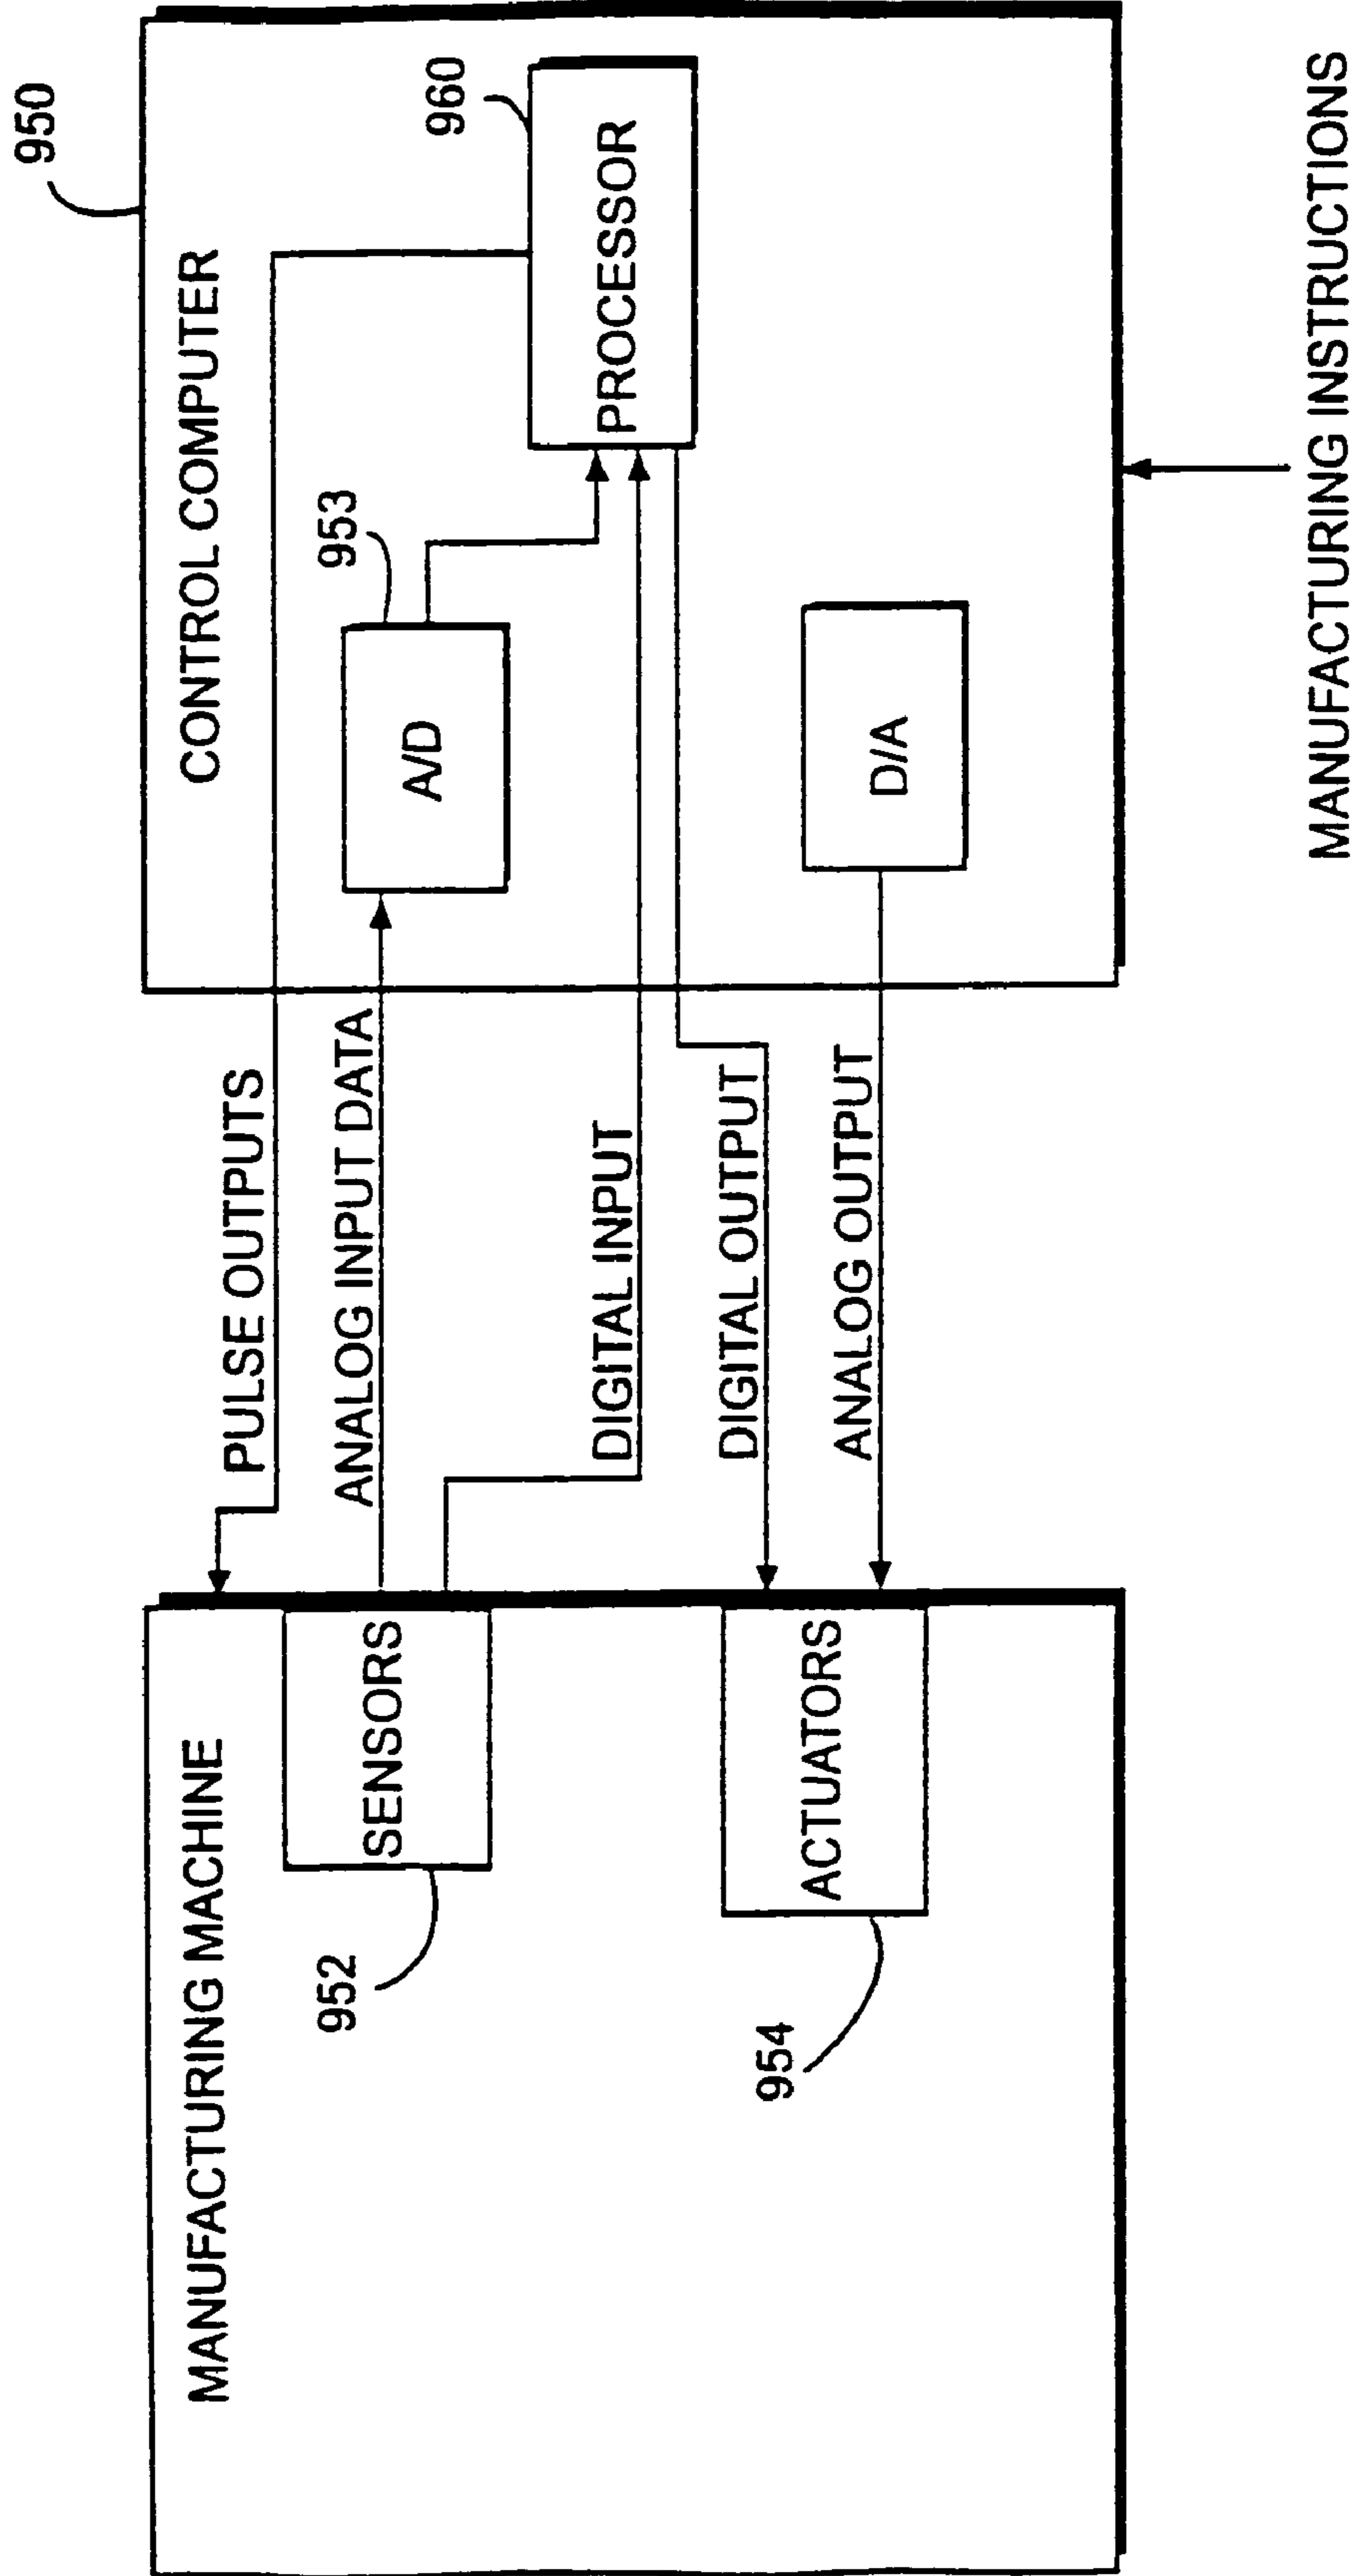 MANUFACTURING MACHINE
SENSORS
952
ACTUATORS
954
PULSE OUTPUTS
ANALOG INPUT DATA
DIGITAL INPUT
DIGITAL OUTPUT
ANALOG OUTPUT
950
CONTROL COMPUTER
953
A/D
960
PROCESSOR
D/A
MANUFACTURING INSTRUCTIONS